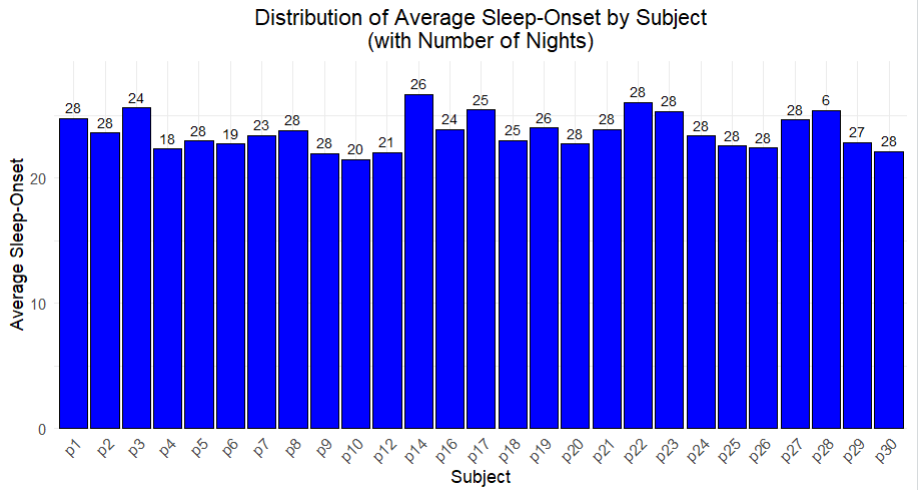 Distribution of Average Sleep-Onset by Subject
(with Number of Nights)
28 28 24 18 28 19 23 28 28 20 21 26 24 25 25 26 28 28 28 28 28 28 28 28 6 27 28
Average Sleep-Onset
20
10
0
p1 p2 p3 p4 p5 p6 p7 p8 p9 p10 p12 p14 p16 p17 p18 p19 p20 p21 p22 p23 p24 p25 p26 p27 p28 p29 p30
Subject